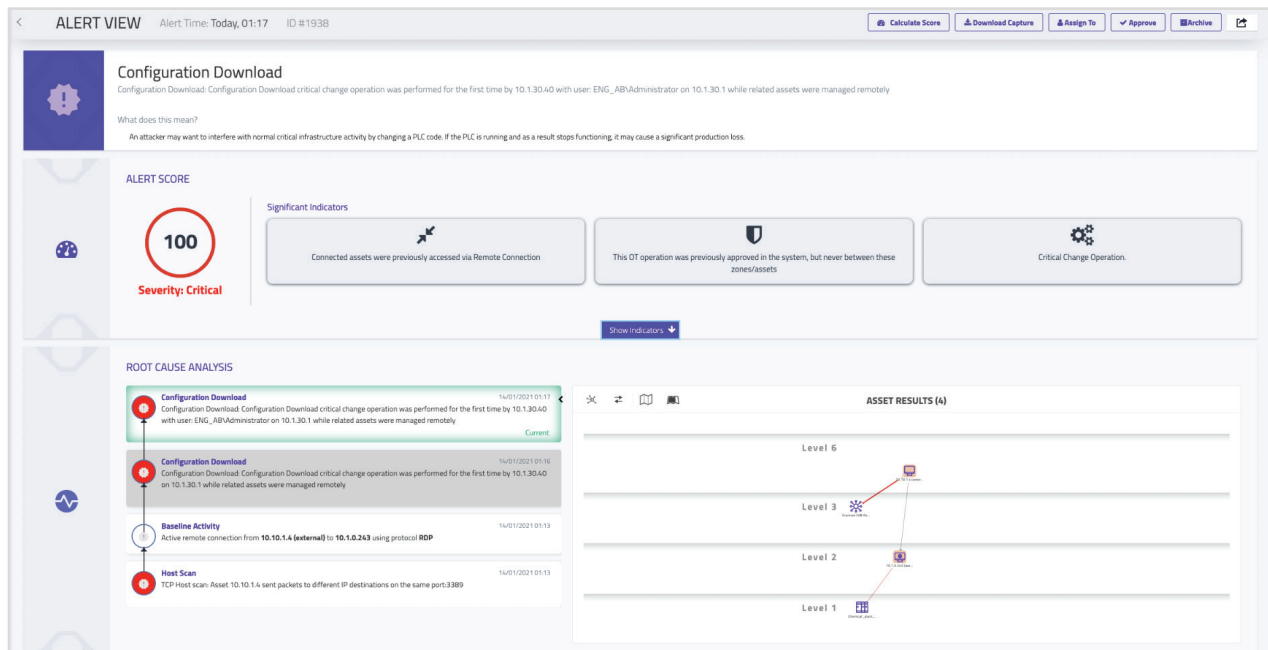 ALERT VIEW Alert Time: Today, 01:17 ID #1938
Calculate Score Download Capture Assign To Approve Archive
Configuration Download
Configuration Download: Configuration Download critical change operation was performed for the first time by 10.1.30.40 with user: ENG_AB\Administrator on 10.1.30.1 while related assets were managed remotely
What does this mean?
An attacker may want to interfere with normal critical infrastructure activity by changing a PLC code. If the PLC is running and as a result stops functioning, it may cause a significant production loss.
ALERT SCORE
100
Severity: Critical
Significant Indicators
Connected assets were previously accessed via Remote Connection
This OT operation was previously approved in the system, but never between these
zones/assets
Critical Change Operation.
Show Indicators
ROOT CAUSE ANALYSIS
Configuration Download 14/01/2021 01:17
Configuration Download: Configuration Download critical change operation was performed for the first time by 10.1.30.40
with user: ENG_AB\Administrator on 10.1.30.1 while related assets were managed remotely
Current
Configuration Download 14/01/2021 01:16
Configuration Download: Configuration Download critical change operation was performed for the first time by 10.1.30.40
on 10.1.30.1 while related assets were managed remotely
Baseline Activity 14/01/2021 01:13
Active remote connection from 10.10.1.4 (external) to 10.1.0.243 using protocol RDP
Host Scan 14/01/2021 01:13
TCP Host scan: Asset 10.10.1.4 sent packets to different IP destinations on the same port:3389
ASSET RESULTS (4)
Level 6
Level 3
Level 2
Level 1